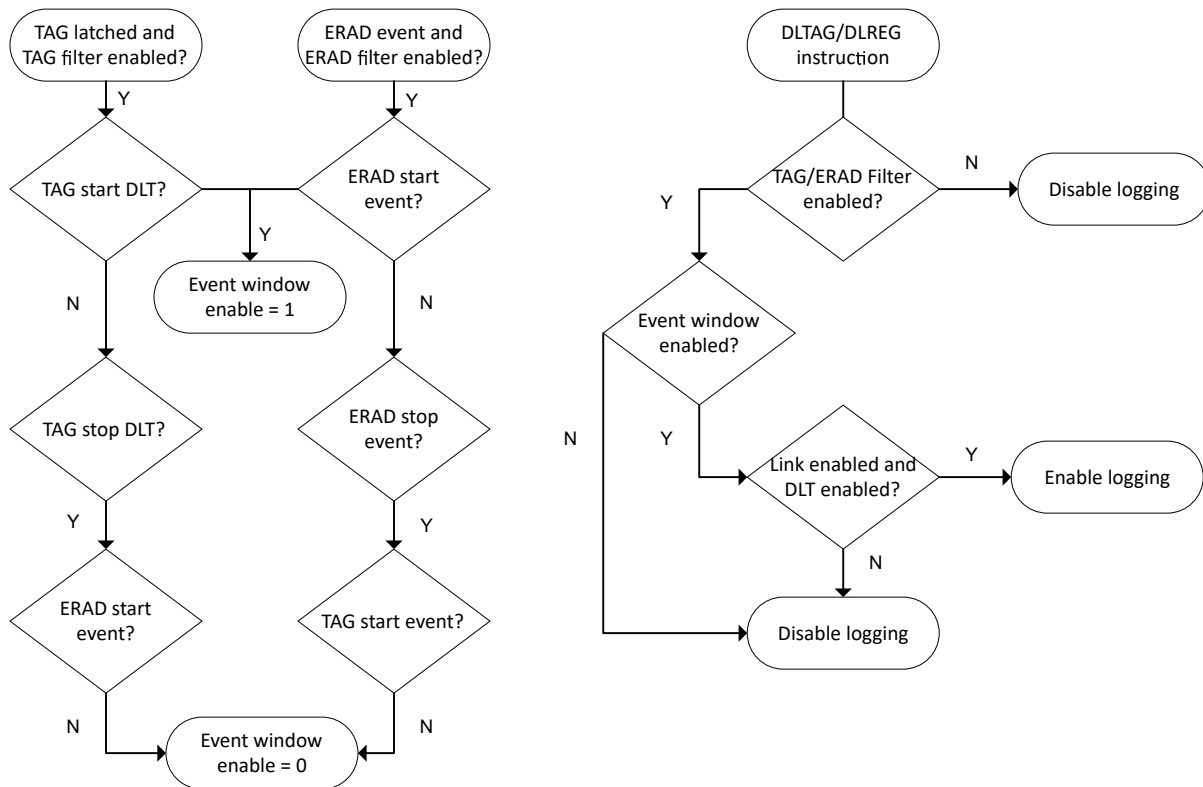 TAG latched and
TAG filter enabled?
Y
TAG start DLT?
N
TAG stop DLT?
Y
ERAD start
event?
N
ERAD event and
ERAD filter enabled?
Y
ERAD start
event?
Y
Event window
enable = 1
N
ERAD stop
event?
Y
TAG start event?
N
Event window
enable = 0
DLTAG/DLREG
instruction
TAG/ERAD Filter
enabled?
N
Disable logging
Y
Event window
enabled?
N
Y
Link enabled and
DLT enabled?
Y
Enable logging
N
Disable logging